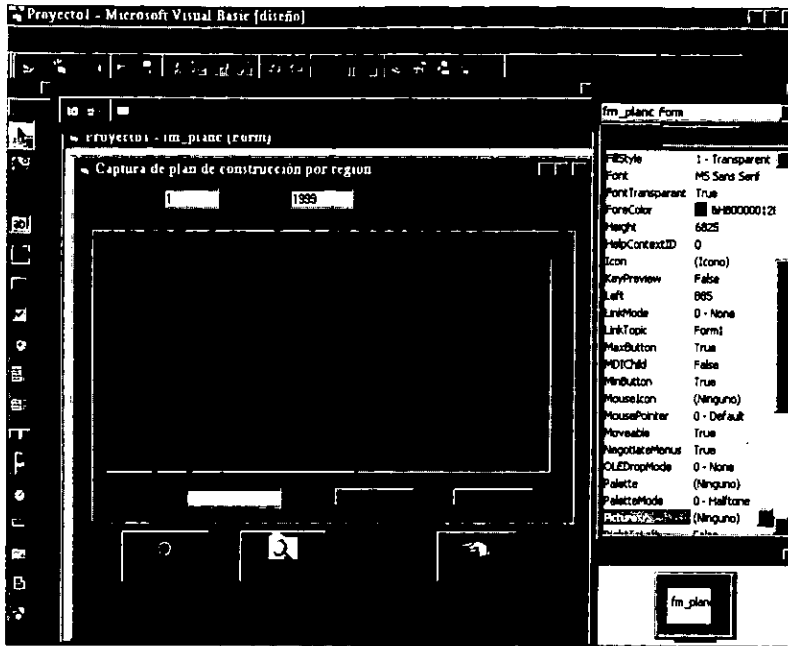 Proyecto1 - Microsoft Visual Basic [diseño]
fm_planc Form
Proyecto1 - fm_planc (Form)
Captura de plan de construcción por región
1
1999
FillStyle 1 - Transparent
Font MS Sans Serif
FontTransparent True
ForeColor
Height 6825
HelpContextID 0
Icon (Icono)
KeyPreview False
Left 885
LinkMode 0 - None
LinkTopic Form1
MaxButton True
MDIChild False
MinButton True
MouseIcon (Ninguno)
MousePointer 0 - Default
Moveable True
NegotiateMenus True
OLEDropMode 0 - None
Palette (Ninguno)
PaletteMode 0 - Halftone
Picture (Ninguno)
fm_plan